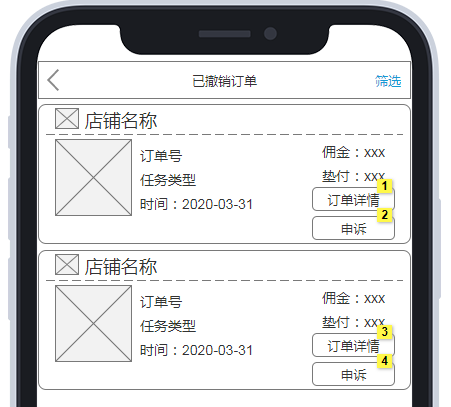 已撤销订单 筛选
店铺名称
订单号 佣金：xxx
任务类型 垫付：xxx
1
时间：2020-03-31 订单详情
2
申诉
店铺名称
订单号 佣金：xxx
任务类型 垫付：xxx
3
时间：2020-03-31 订单详情
4
申诉